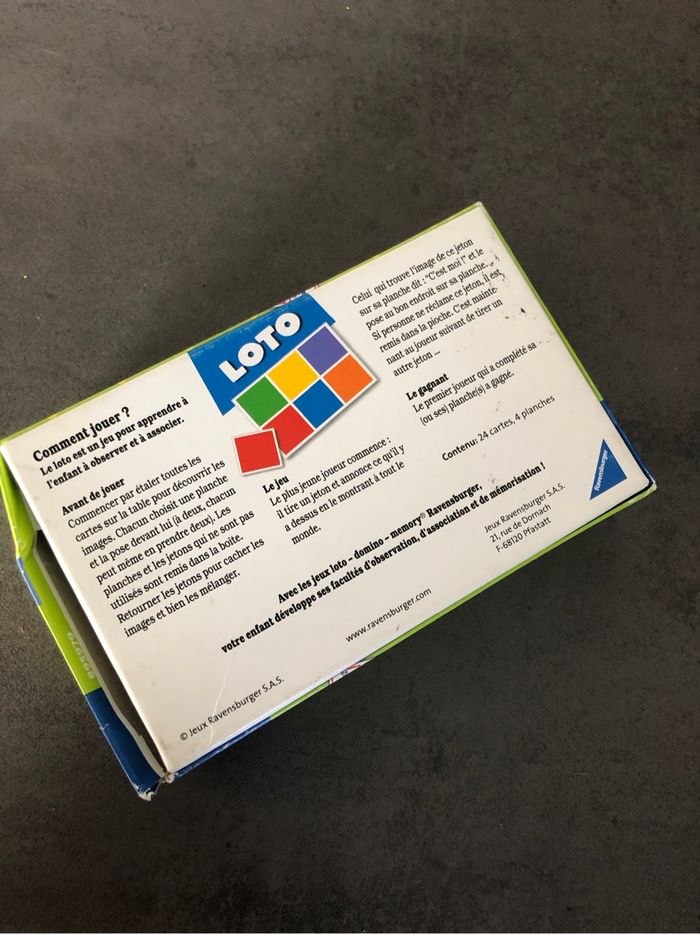 LOTO
Comment jouer ?
Le loto est un jeu pour apprendre à
l'enfant à observer et à associer.
Avant de jouer
Commencer par étaler toutes les
cartes sur la table pour découvrir les
images. Chacun choisit une planche
et la pose devant lui (à deux, chacun
peut même en prendre deux). Les
planches et les jetons qui ne sont pas
utilisés sont remis dans la boîte.
Retourner les jetons pour cacher les
images et bien les mélanger.
Le jeu
Le plus jeune joueur commence :
il tire un jeton et annonce ce qu'il y
a dessus en le montrant à tout le
monde.
Celui qui trouve l'image de ce jeton
sur sa planche dit : "C'est moi !" et le
pose au bon endroit sur sa planche.
Si personne ne réclame ce jeton, il est
remis dans la pioche. C'est mainte-
nant au joueur suivant de tirer un
autre jeton ...
Le gagnant
Le premier joueur qui a complété sa
(ou ses) planche(s) a gagné.
Contenu: 24 cartes, 4 planches
Avec les jeux loto - domino - memory® Ravensburger,
votre enfant développe ses facultés d'observation, d'association et de mémorisation !
Ravensburger
Jeux Ravensburger S.A.S.
21, rue de Dornach
F-68120 Pfastatt
www.ravensburger.com
© Jeux Ravensburger S.A.S.